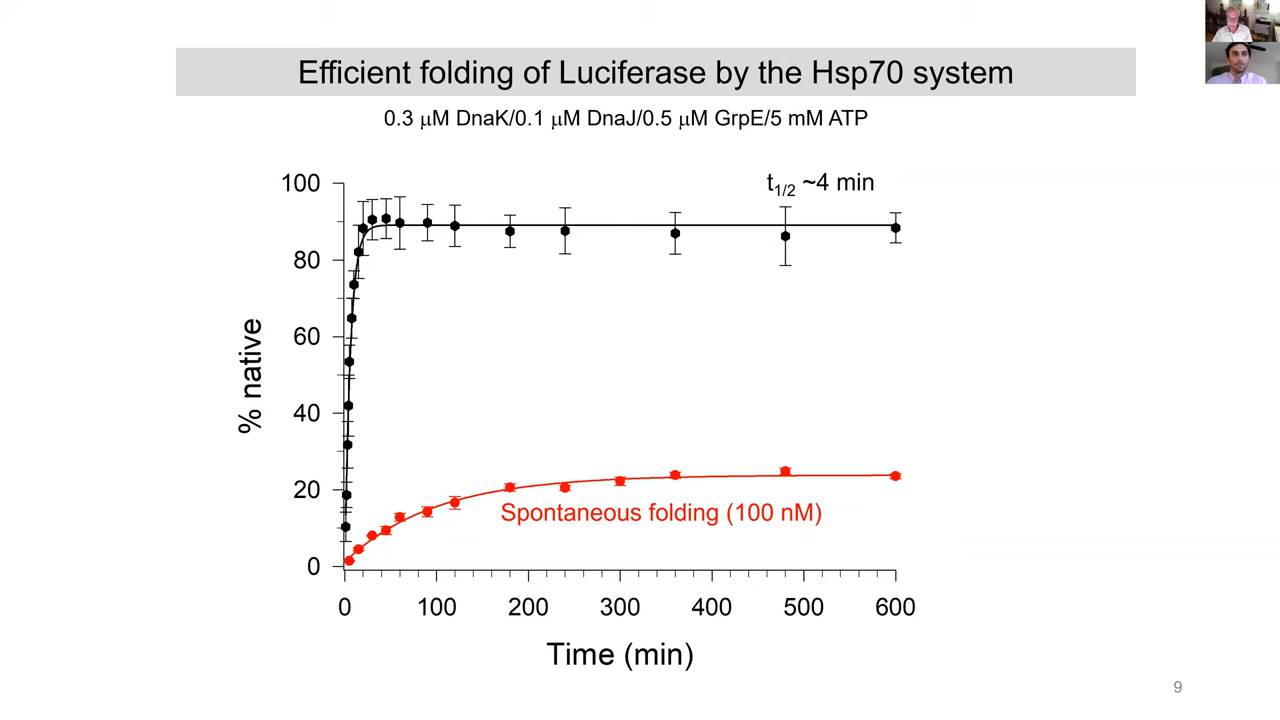 Efficient folding of Luciferase by the Hsp70 system
0.3 μM DnaK/0.1 μM DnaJ/0.5 μM GrpE/5 mM ATP
t1/2 ~4 min
100
80
60
40
20
0
% native
Spontaneous folding (100 nM)
0 100 200 300 400 500 600
Time (min)
9